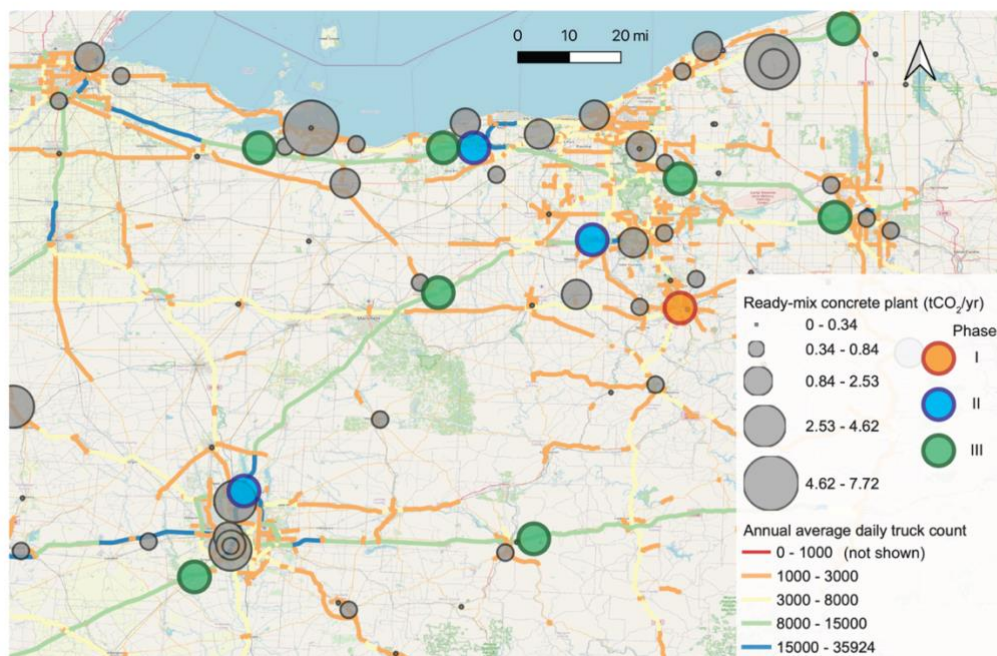 0 10 20 mi
Ready-mix concrete plant (tCO₂/yr)
Phase
0 - 0.34
I
0.34 - 0.84
0.84 - 2.53
II
2.53 - 4.62
III
4.62 - 7.72
Annual average daily truck count
0 - 1000 (not shown)
1000 - 3000
3000 - 8000
8000 - 15000
15000 - 35924